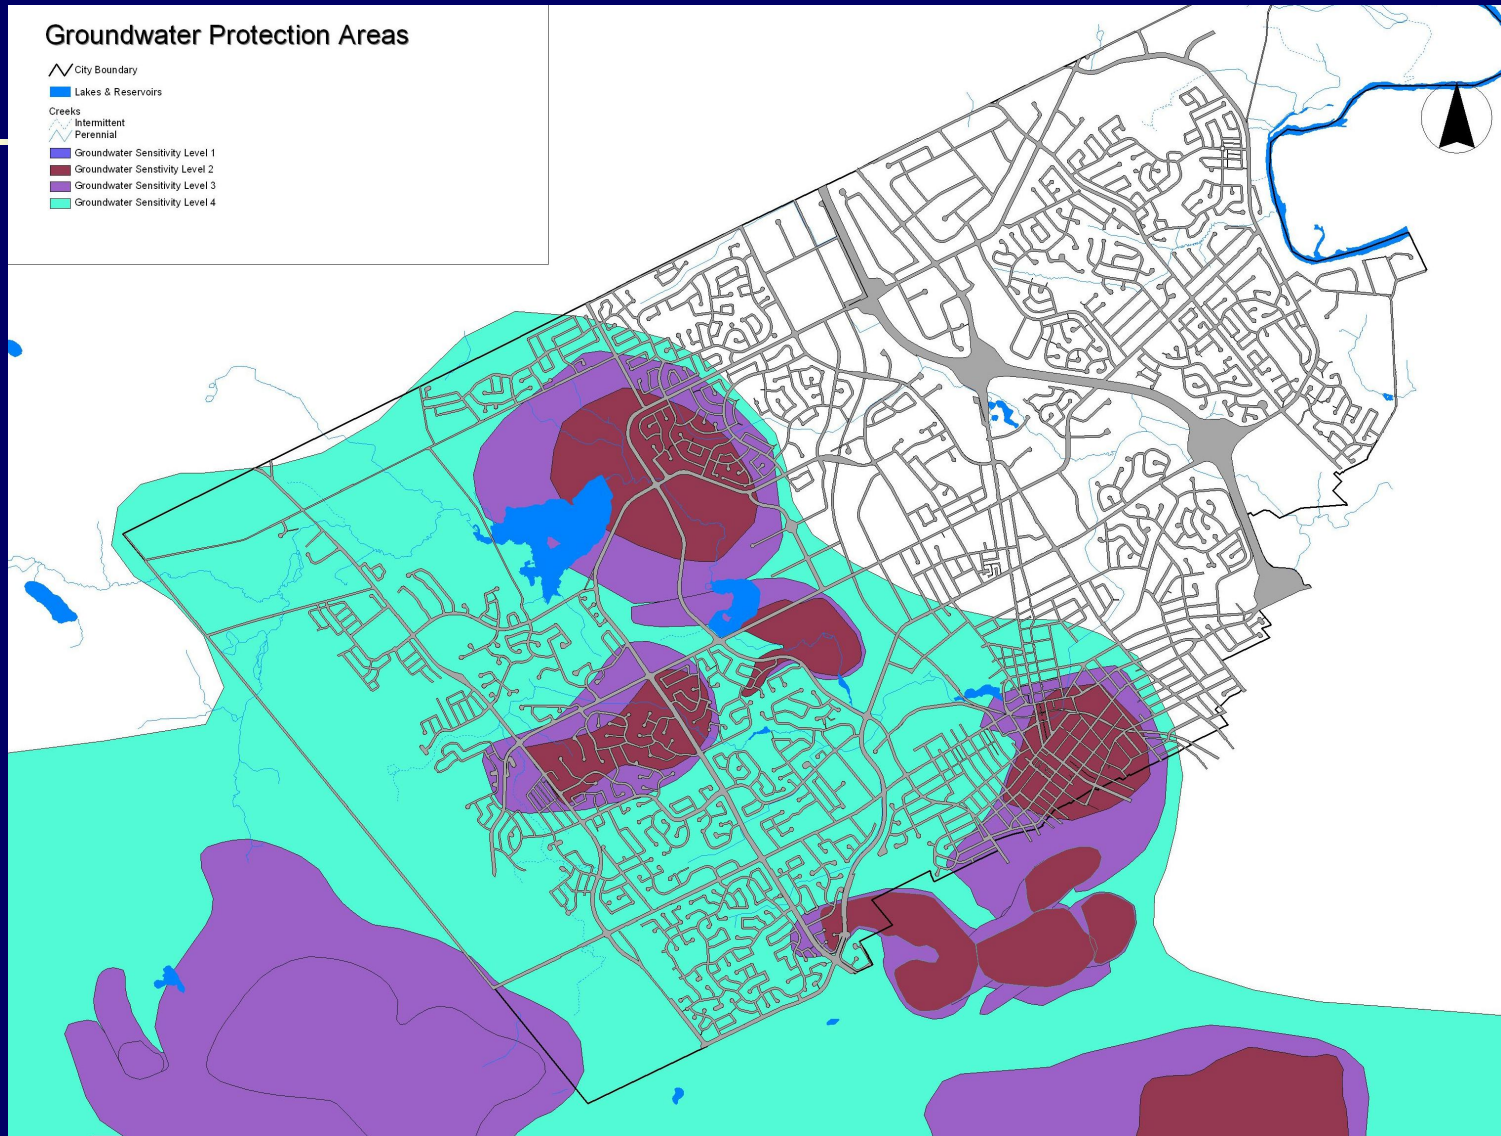 Groundwater Protection Areas
City Boundary
Lakes & Reservoirs
Creeks
Intermittent
Perennial
Groundwater Sensitivity Level 1
Groundwater Senstivity Level 2
Groundwater Sensitivity Level 3
Groundwater Sensitivity Level 4